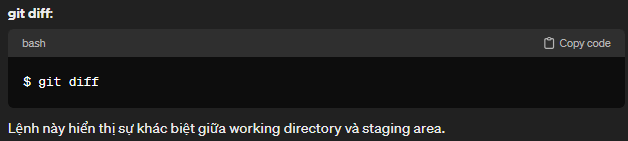 git diff:
bash
Copy code
$ git diff
Lệnh này hiển thị sự khác biệt giữa working directory và staging area.